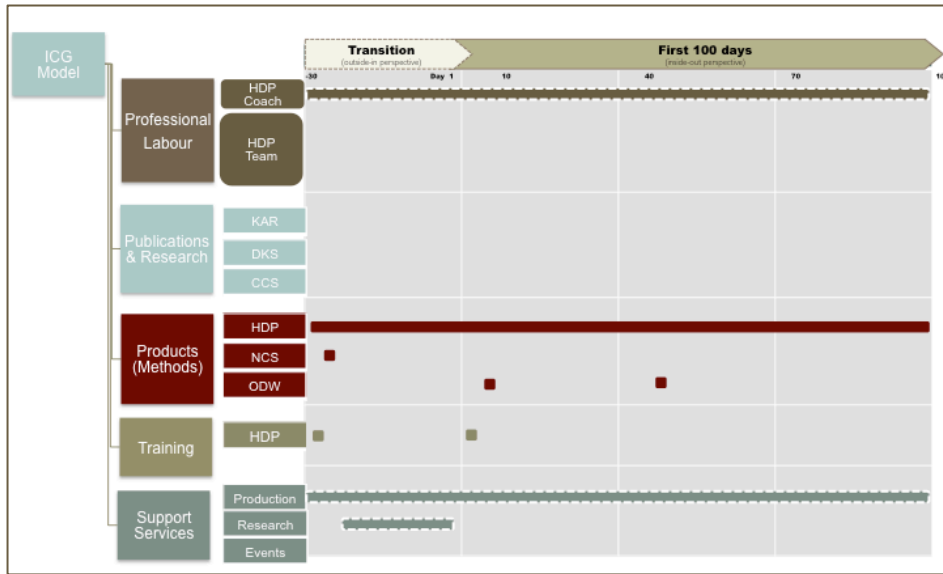 ICG
Model
Transition
(outside-in perspective)
First 100 days
(inside-out perspective)
-30
Day 1
10
40
70
10
Professional
Labour
HDP
Coach
HDP
Team
Publications
& Research
KAR
DKS
CCS
Products
(Methods)
HDP
NCS
ODW
Training
HDP
Support
Services
Production
Research
Events